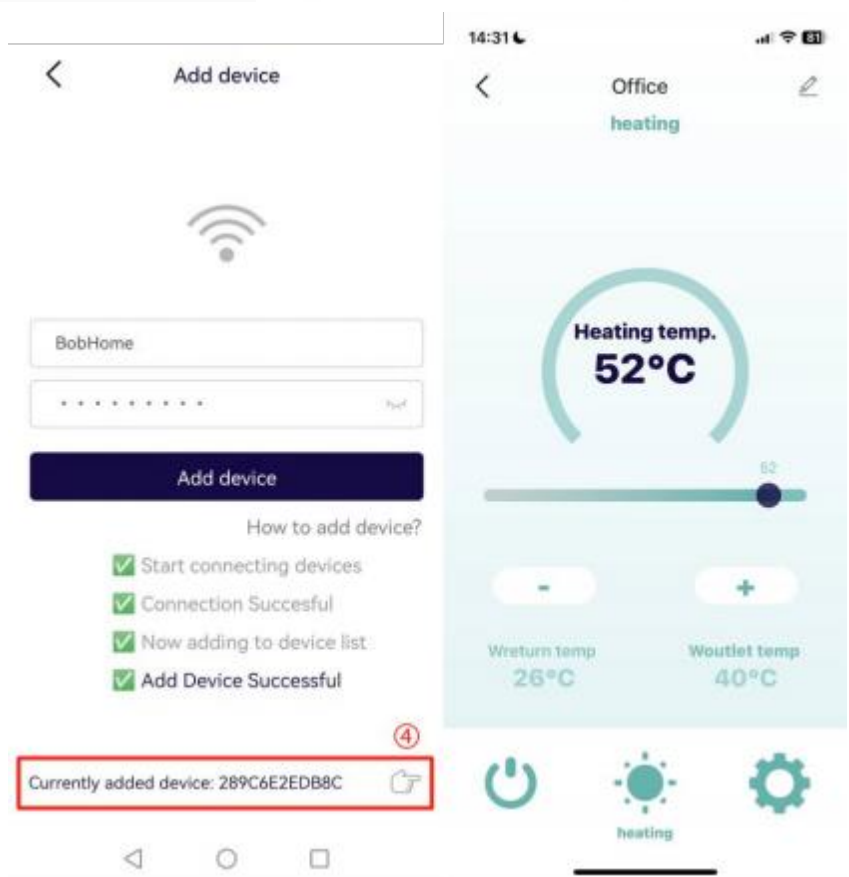 Add device
BobHome
Add device
How to add device?
✅ Start connecting devices
✅ Connection Succesful
✅ Now adding to device list
✅ Add Device Successful
④
Currently added device: 289C6E2EDB8C
14:31
81
Office
heating
Heating temp.
52°C
52
-
+
Wreturn temp
Woutlet temp
26°C
40°C
heating